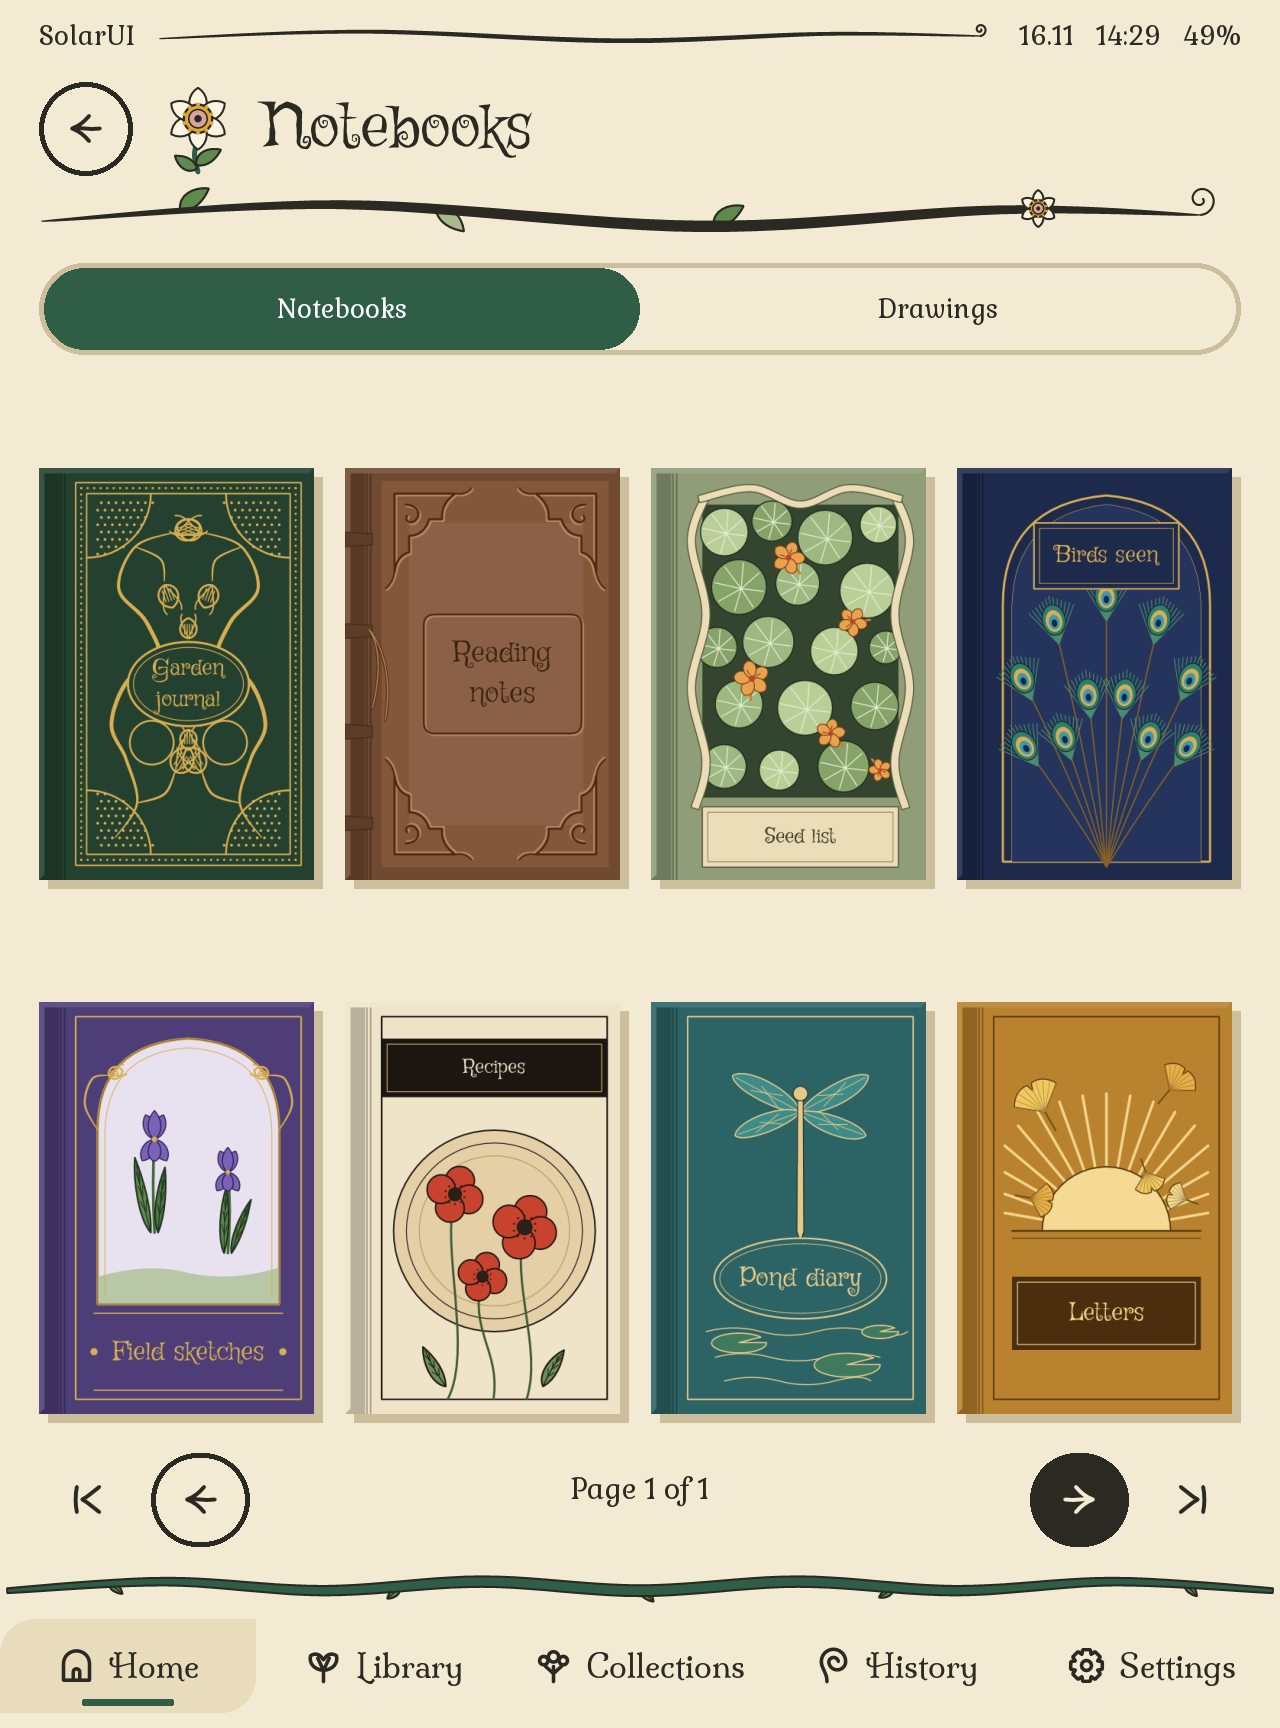 SolarUI 16.11 14:29 49%
Notebooks
Notebooks Drawings
Garden
journal
Reading
notes
Seed list
Birds seen
Field sketches
Recipes
Pond diary
Letters
Page 1 of 1
Home Library Collections History Settings